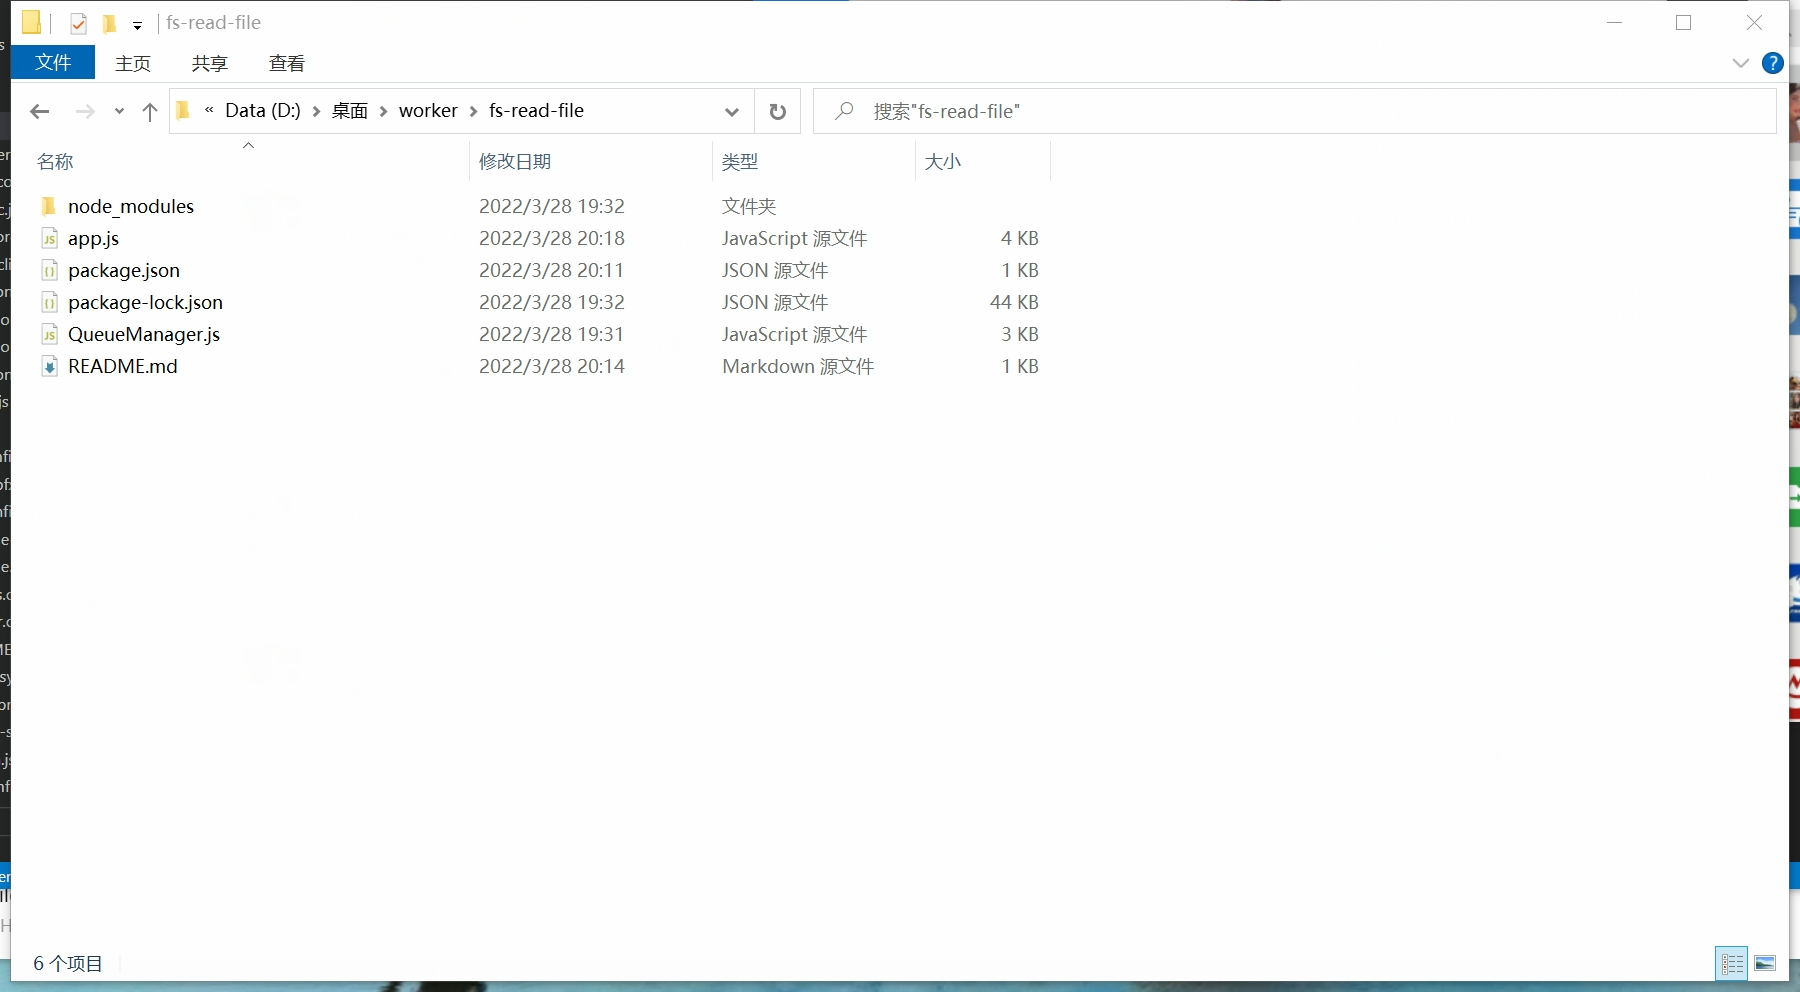 fs-read-file
文件 主页 共享 查看
« Data (D:) › 桌面 › worker › fs-read-file 搜索"fs-read-file"
名称 修改日期 类型 大小
node_modules 2022/3/28 19:32 文件夹
app.js 2022/3/28 20:18 JavaScript 源文件 4 KB
package.json 2022/3/28 20:11 JSON 源文件 1 KB
package-lock.json 2022/3/28 19:32 JSON 源文件 44 KB
QueueManager.js 2022/3/28 19:31 JavaScript 源文件 3 KB
README.md 2022/3/28 20:14 Markdown 源文件 1 KB
6 个项目